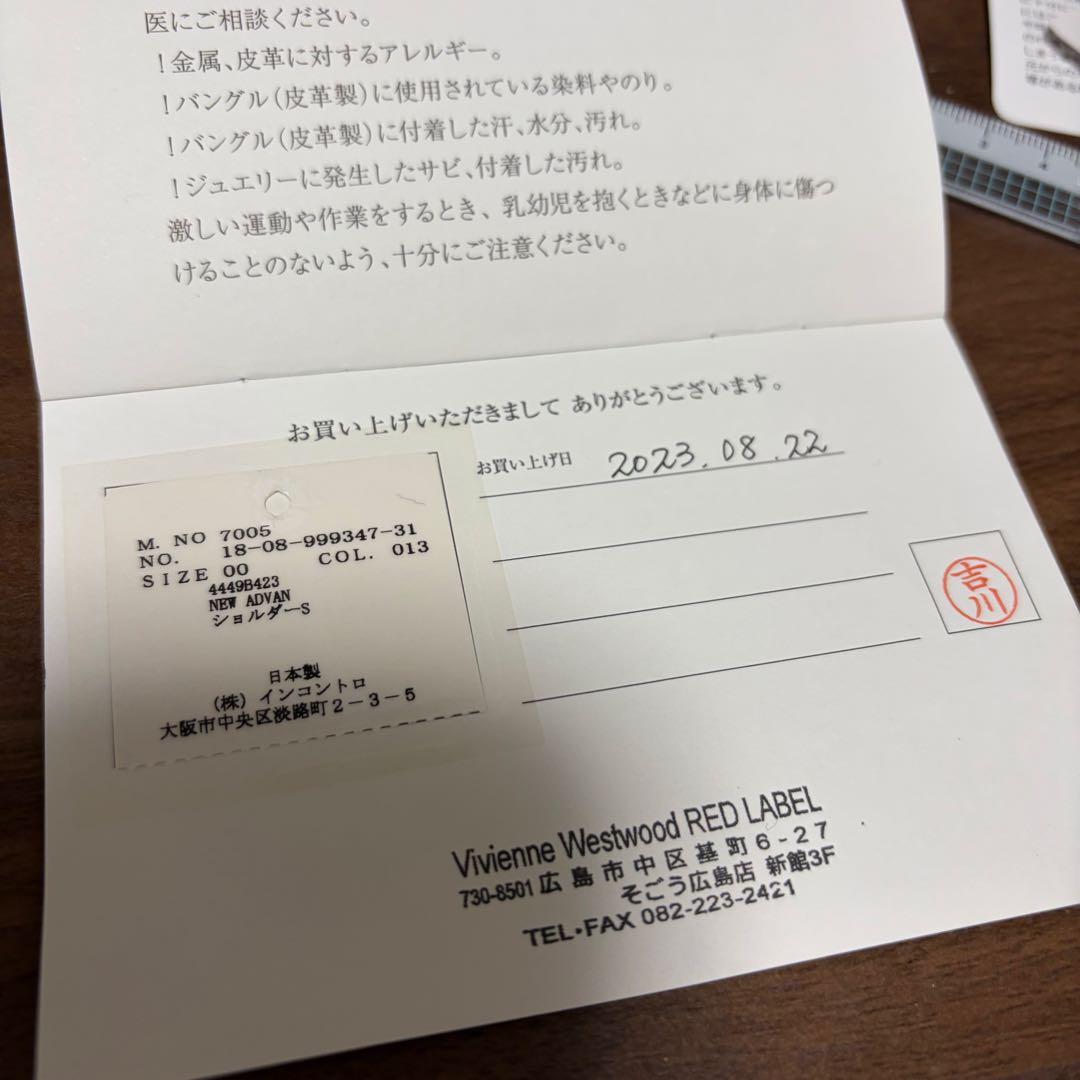 医にご相談ください。
！金属、皮革に対するアレルギー。
！バングル（皮革製）に使用されている染料やのり。
！バングル（皮革製）に付着した汗、水分、汚れ。
！ジュエリーに発生したサビ、付着した汚れ。
激しい運動や作業をするとき、乳幼児を抱くときなどに身体に傷つ
けることのないよう、十分にご注意ください。
お買い上げいただきまして ありがとうございます。
お買い上げ日 2023.08.22
M. NO 7005
NO. 18-08-999347-31
SIZE 00 COL. 013
4449B423
NEW ADVAN
ショルダーS
日本製
（株）インコントロ
大阪市中央区淡路町2-3-5
吉川
Vivienne Westwood RED LABEL
730-8501 広島市中区基町6-27
そごう広島店 新館3F
TEL・FAX 082-223-2421